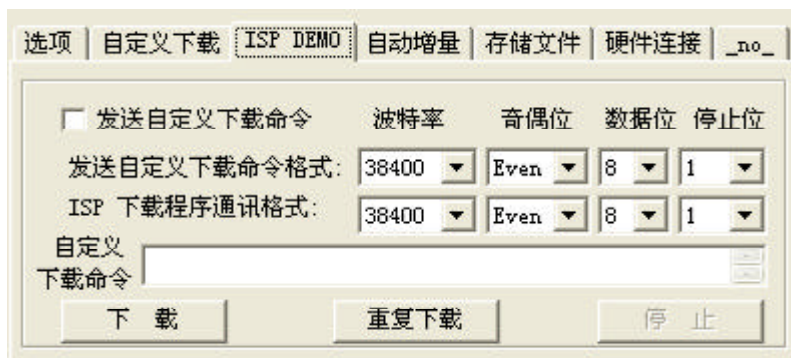 选项 自定义下载 ISP DEMO 自动增量 存储文件 硬件连接 _no_
发送自定义下载命令 波特率 奇偶位 数据位 停止位
发送自定义下载命令格式: 38400 Even 8 1
ISP 下载程序通讯格式: 38400 Even 8 1
自定义
下载命令
下 载 重复下载 停 止